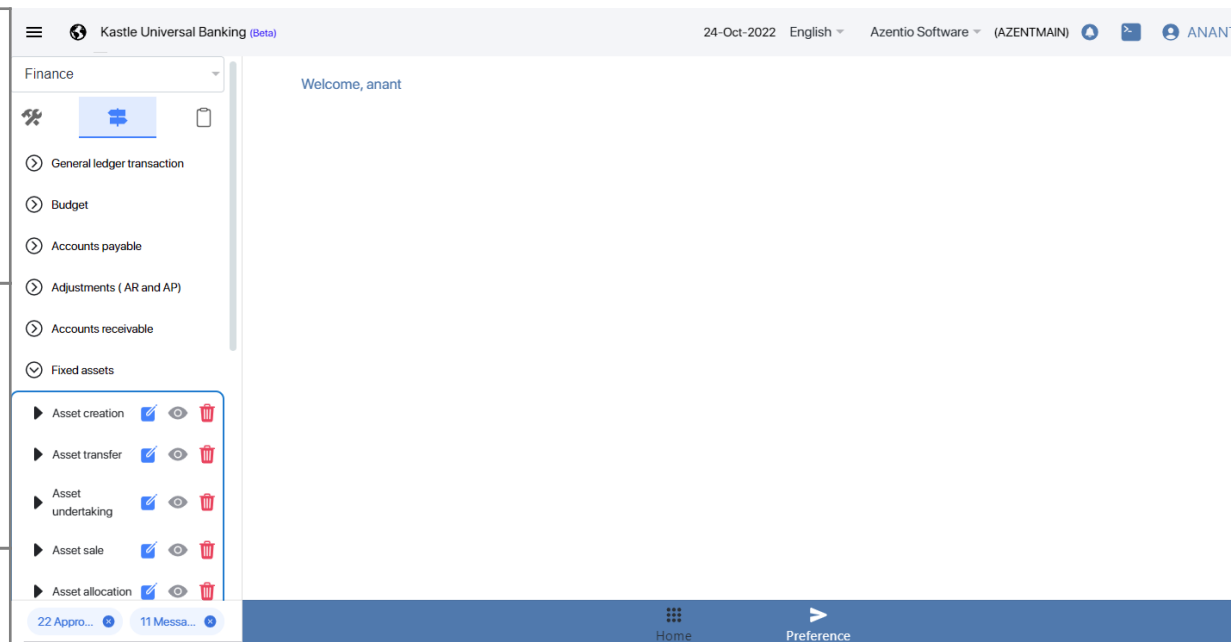 Kastle Universal Banking (Beta)
24-Oct-2022 English Azentio Software (AZENTMAIN) ANANT
Finance
Welcome, anant
General ledger transaction
Budget
Accounts payable
Adjustments ( AR and AP)
Accounts receivable
Fixed assets
Asset creation
Asset transfer
Asset
undertaking
Asset sale
Asset allocation
22 Appro... 11 Messa...
Home Preference